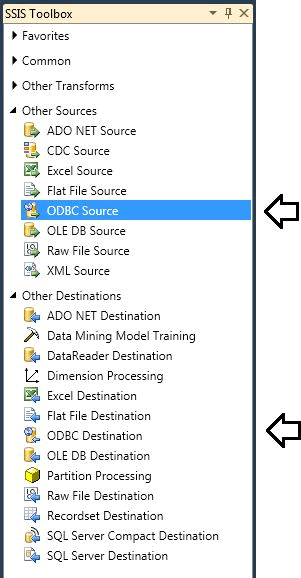 SSIS Toolbox
Favorites
Common
Other Transforms
Other Sources
ADO NET Source
CDC Source
Excel Source
Flat File Source
ODBC Source
OLE DB Source
Raw File Source
XML Source
Other Destinations
ADO NET Destination
Data Mining Model Training
DataReader Destination
Dimension Processing
Excel Destination
Flat File Destination
ODBC Destination
OLE DB Destination
Partition Processing
Raw File Destination
Recordset Destination
SQL Server Compact Destination
SQL Server Destination